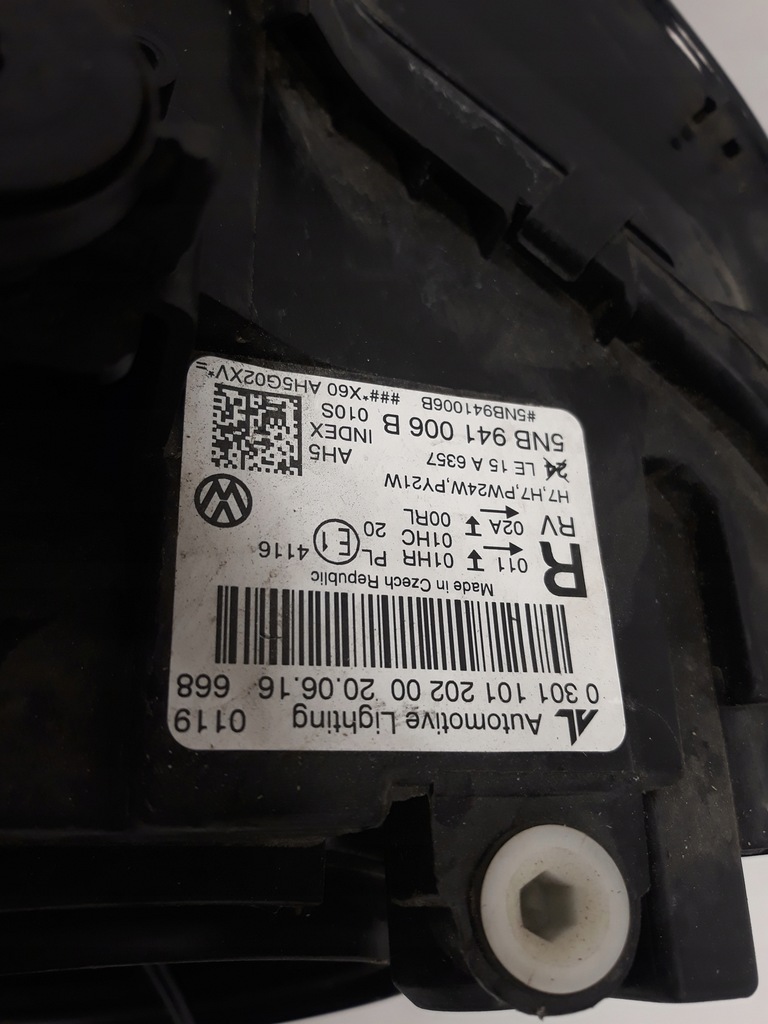 AL Automotive Lighting 0119
0 301 101 202 00 20.06.16 668
Made in Czech Republic
R 011 01HR PL E1 4116
01HC 20
RV 02A 00RL
H7,H7,PW24W,PY21W
24 LE 15 A 6357 AH5
INDEX
5NB 941 006 B 010S
#5NB941006B ###*X60 AH5G02XV*
=